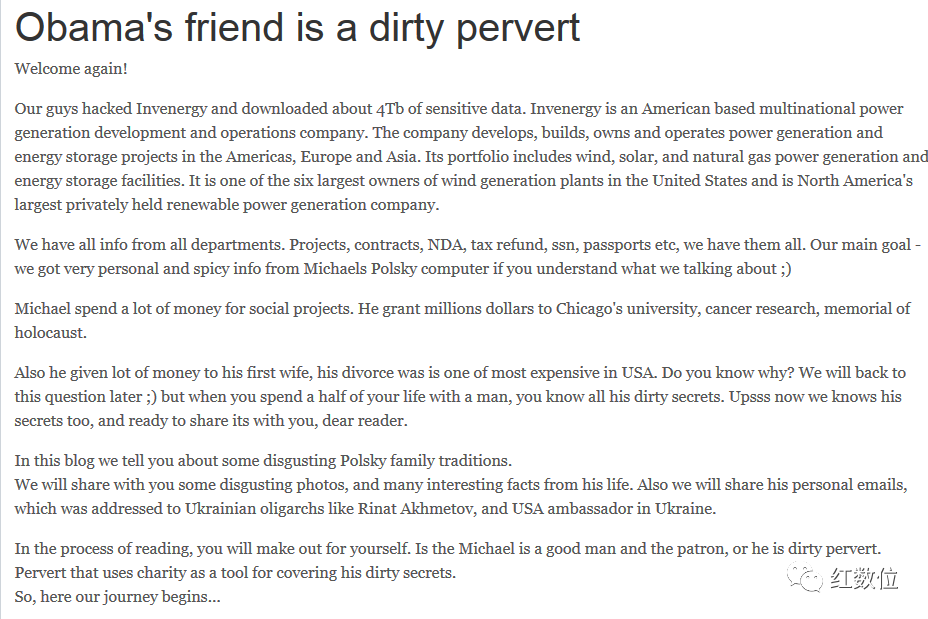 Obama's friend is a dirty pervert
Welcome again!
Our guys hacked Invenergy and downloaded about 4Tb of sensitive data. Invenergy is an American based multinational power
generation development and operations company. The company develops, builds, owns and operates power generation and
energy storage projects in the Americas, Europe and Asia. Its portfolio includes wind, solar, and natural gas power generation and
energy storage facilities. It is one of the six largest owners of wind generation plants in the United States and is North America's
largest privately held renewable power generation company.
We have all info from all departments. Projects, contracts, NDA, tax refund, ssn, passports etc, we have them all. Our main goal -
we got very personal and spicy info from Michaels Polsky computer if you understand what we talking about ;)
Michael spend a lot of money for social projects. He grant millions dollars to Chicago's university, cancer research, memorial of
holocaust.
Also he given lot of money to his first wife, his divorce was is one of most expensive in USA. Do you know why? We will back to
this question later ;) but when you spend a half of your life with a man, you know all his dirty secrets. Upsss now we knows his
secrets too, and ready to share its with you, dear reader.
In this blog we tell you about some disgusting Polsky family traditions.
We will share with you some disgusting photos, and many interesting facts from his life. Also we will share his personal emails,
which was addressed to Ukrainian oligarchs like Rinat Akhmetov, and USA ambassador in Ukraine.
In the process of reading, you will make out for yourself. Is the Michael is a good man and the patron, or he is dirty pervert.
Pervert that uses charity as a tool for covering his dirty secrets.
So, here our journey begins...
红数位